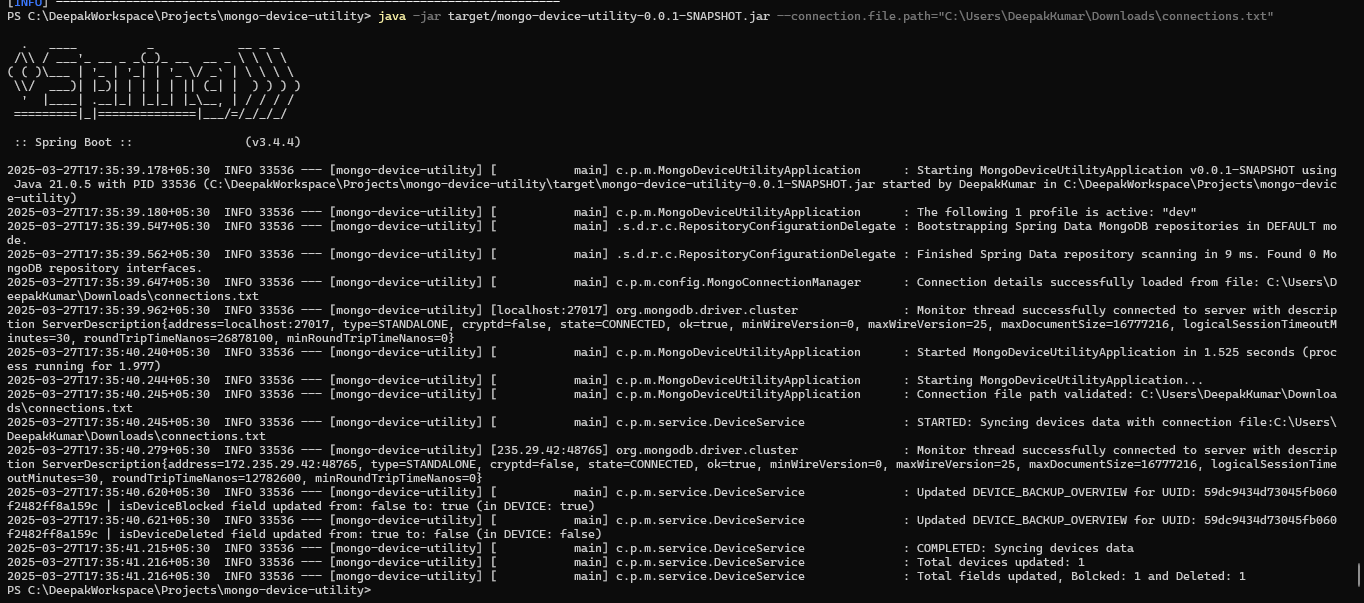 [INFO] ------------------------------------------------------------------------
PS C:\DeepakWorkspace\Projects\mongo-device-utility> java -jar target/mongo-device-utility-0.0.1-SNAPSHOT.jar --connection.file.path="C:\Users\DeepakKumar\Downloads\connections.txt"
  .   ____          _            __ _ _
 /\\ / ___'_ __ _ _(_)_ __  __ _ \ \ \ \
( ( )\___ | '_ | '_| | '_ \/ _` | \ \ \ \
 \\/  ___)| |_)| | | | | || (_| |  ) ) ) )
  '  |____| .__|_| |_|_| |_\__, | / / / /
 =========|_|==============|___/=/_/_/_/
 :: Spring Boot ::                (v3.4.4)
2025-03-27T17:35:39.178+05:30  INFO 33536 --- [mongo-device-utility] [           main] c.p.m.MongoDeviceUtilityApplication      : Starting MongoDeviceUtilityApplication v0.0.1-SNAPSHOT using
 Java 21.0.5 with PID 33536 (C:\DeepakWorkspace\Projects\mongo-device-utility\target\mongo-device-utility-0.0.1-SNAPSHOT.jar started by DeepakKumar in C:\DeepakWorkspace\Projects\mongo-devic
e-utility)
2025-03-27T17:35:39.180+05:30  INFO 33536 --- [mongo-device-utility] [           main] c.p.m.MongoDeviceUtilityApplication      : The following 1 profile is active: "dev"
2025-03-27T17:35:39.547+05:30  INFO 33536 --- [mongo-device-utility] [           main] .s.d.r.c.RepositoryConfigurationDelegate : Bootstrapping Spring Data MongoDB repositories in DEFAULT mo
de.
2025-03-27T17:35:39.562+05:30  INFO 33536 --- [mongo-device-utility] [           main] .s.d.r.c.RepositoryConfigurationDelegate : Finished Spring Data repository scanning in 9 ms. Found 0 Mo
ngoDB repository interfaces.
2025-03-27T17:35:39.647+05:30  INFO 33536 --- [mongo-device-utility] [           main] c.p.m.config.MongoConnectionManager      : Connection details successfully loaded from file: C:\Users\D
eepakKumar\Downloads\connections.txt
2025-03-27T17:35:39.962+05:30  INFO 33536 --- [mongo-device-utility] [localhost:27017] org.mongodb.driver.cluster               : Monitor thread successfully connected to server with descrip
tion ServerDescription{address=localhost:27017, type=STANDALONE, cryptd=false, state=CONNECTED, ok=true, minWireVersion=0, maxWireVersion=25, maxDocumentSize=16777216, logicalSessionTimeoutM
inutes=30, roundTripTimeNanos=26878100, minRoundTripTimeNanos=0}
2025-03-27T17:35:40.240+05:30  INFO 33536 --- [mongo-device-utility] [           main] c.p.m.MongoDeviceUtilityApplication      : Started MongoDeviceUtilityApplication in 1.525 seconds (proc
ess running for 1.977)
2025-03-27T17:35:40.244+05:30  INFO 33536 --- [mongo-device-utility] [           main] c.p.m.MongoDeviceUtilityApplication      : Starting MongoDeviceUtilityApplication...
2025-03-27T17:35:40.245+05:30  INFO 33536 --- [mongo-device-utility] [           main] c.p.m.MongoDeviceUtilityApplication      : Connection file path validated: C:\Users\DeepakKumar\Downloa
ds\connections.txt
2025-03-27T17:35:40.245+05:30  INFO 33536 --- [mongo-device-utility] [           main] c.p.m.service.DeviceService              : STARTED: Syncing devices data with connection file:C:\Users\
DeepakKumar\Downloads\connections.txt
2025-03-27T17:35:40.279+05:30  INFO 33536 --- [mongo-device-utility] [235.29.42:48765] org.mongodb.driver.cluster               : Monitor thread successfully connected to server with descrip
tion ServerDescription{address=172.235.29.42:48765, type=STANDALONE, cryptd=false, state=CONNECTED, ok=true, minWireVersion=0, maxWireVersion=25, maxDocumentSize=16777216, logicalSessionTime
outMinutes=30, roundTripTimeNanos=12782600, minRoundTripTimeNanos=0}
2025-03-27T17:35:40.620+05:30  INFO 33536 --- [mongo-device-utility] [           main] c.p.m.service.DeviceService              : Updated DEVICE_BACKUP_OVERVIEW for UUID: 59dc9434d73045fb060
f2482ff8a159c | isDeviceBlocked field updated from: false to: true (in DEVICE: true)
2025-03-27T17:35:40.621+05:30  INFO 33536 --- [mongo-device-utility] [           main] c.p.m.service.DeviceService              : Updated DEVICE_BACKUP_OVERVIEW for UUID: 59dc9434d73045fb060
f2482ff8a159c | isDeviceDeleted field updated from: true to: false (in DEVICE: false)
2025-03-27T17:35:41.215+05:30  INFO 33536 --- [mongo-device-utility] [           main] c.p.m.service.DeviceService              : COMPLETED: Syncing devices data
2025-03-27T17:35:41.216+05:30  INFO 33536 --- [mongo-device-utility] [           main] c.p.m.service.DeviceService              : Total devices updated: 1
2025-03-27T17:35:41.216+05:30  INFO 33536 --- [mongo-device-utility] [           main] c.p.m.service.DeviceService              : Total fields updated, Bolcked: 1 and Deleted: 1
PS C:\DeepakWorkspace\Projects\mongo-device-utility>